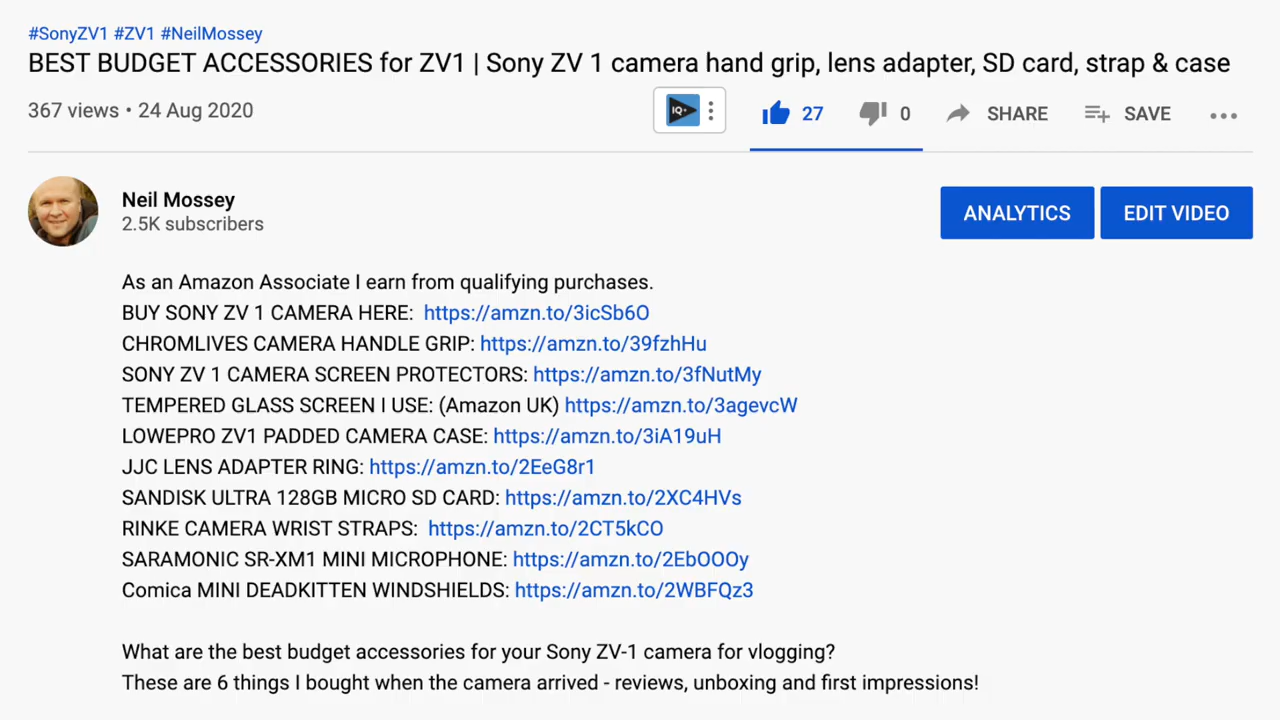 #SonyZV1 #ZV1 #NeilMossey
BEST BUDGET ACCESSORIES for ZV1 | Sony ZV 1 camera hand grip, lens adapter, SD card, strap & case
367 views • 24 Aug 2020
IQ+
27
0
SHARE
SAVE
Neil Mossey
2.5K subscribers
ANALYTICS
EDIT VIDEO
As an Amazon Associate I earn from qualifying purchases.
BUY SONY ZV 1 CAMERA HERE:  https://amzn.to/3icSb6O
CHROMLIVES CAMERA HANDLE GRIP: https://amzn.to/39fzhHu
SONY ZV 1 CAMERA SCREEN PROTECTORS: https://amzn.to/3fNutMy
TEMPERED GLASS SCREEN I USE: (Amazon UK) https://amzn.to/3agevcW
LOWEPRO ZV1 PADDED CAMERA CASE: https://amzn.to/3iA19uH
JJC LENS ADAPTER RING: https://amzn.to/2EeG8r1
SANDISK ULTRA 128GB MICRO SD CARD: https://amzn.to/2XC4HVs
RINKE CAMERA WRIST STRAPS:  https://amzn.to/2CT5kCO
SARAMONIC SR-XM1 MINI MICROPHONE: https://amzn.to/2EbOOOy
Comica MINI DEADKITTEN WINDSHIELDS: https://amzn.to/2WBFQz3
What are the best budget accessories for your Sony ZV-1 camera for vlogging?
These are 6 things I bought when the camera arrived - reviews, unboxing and first impressions!